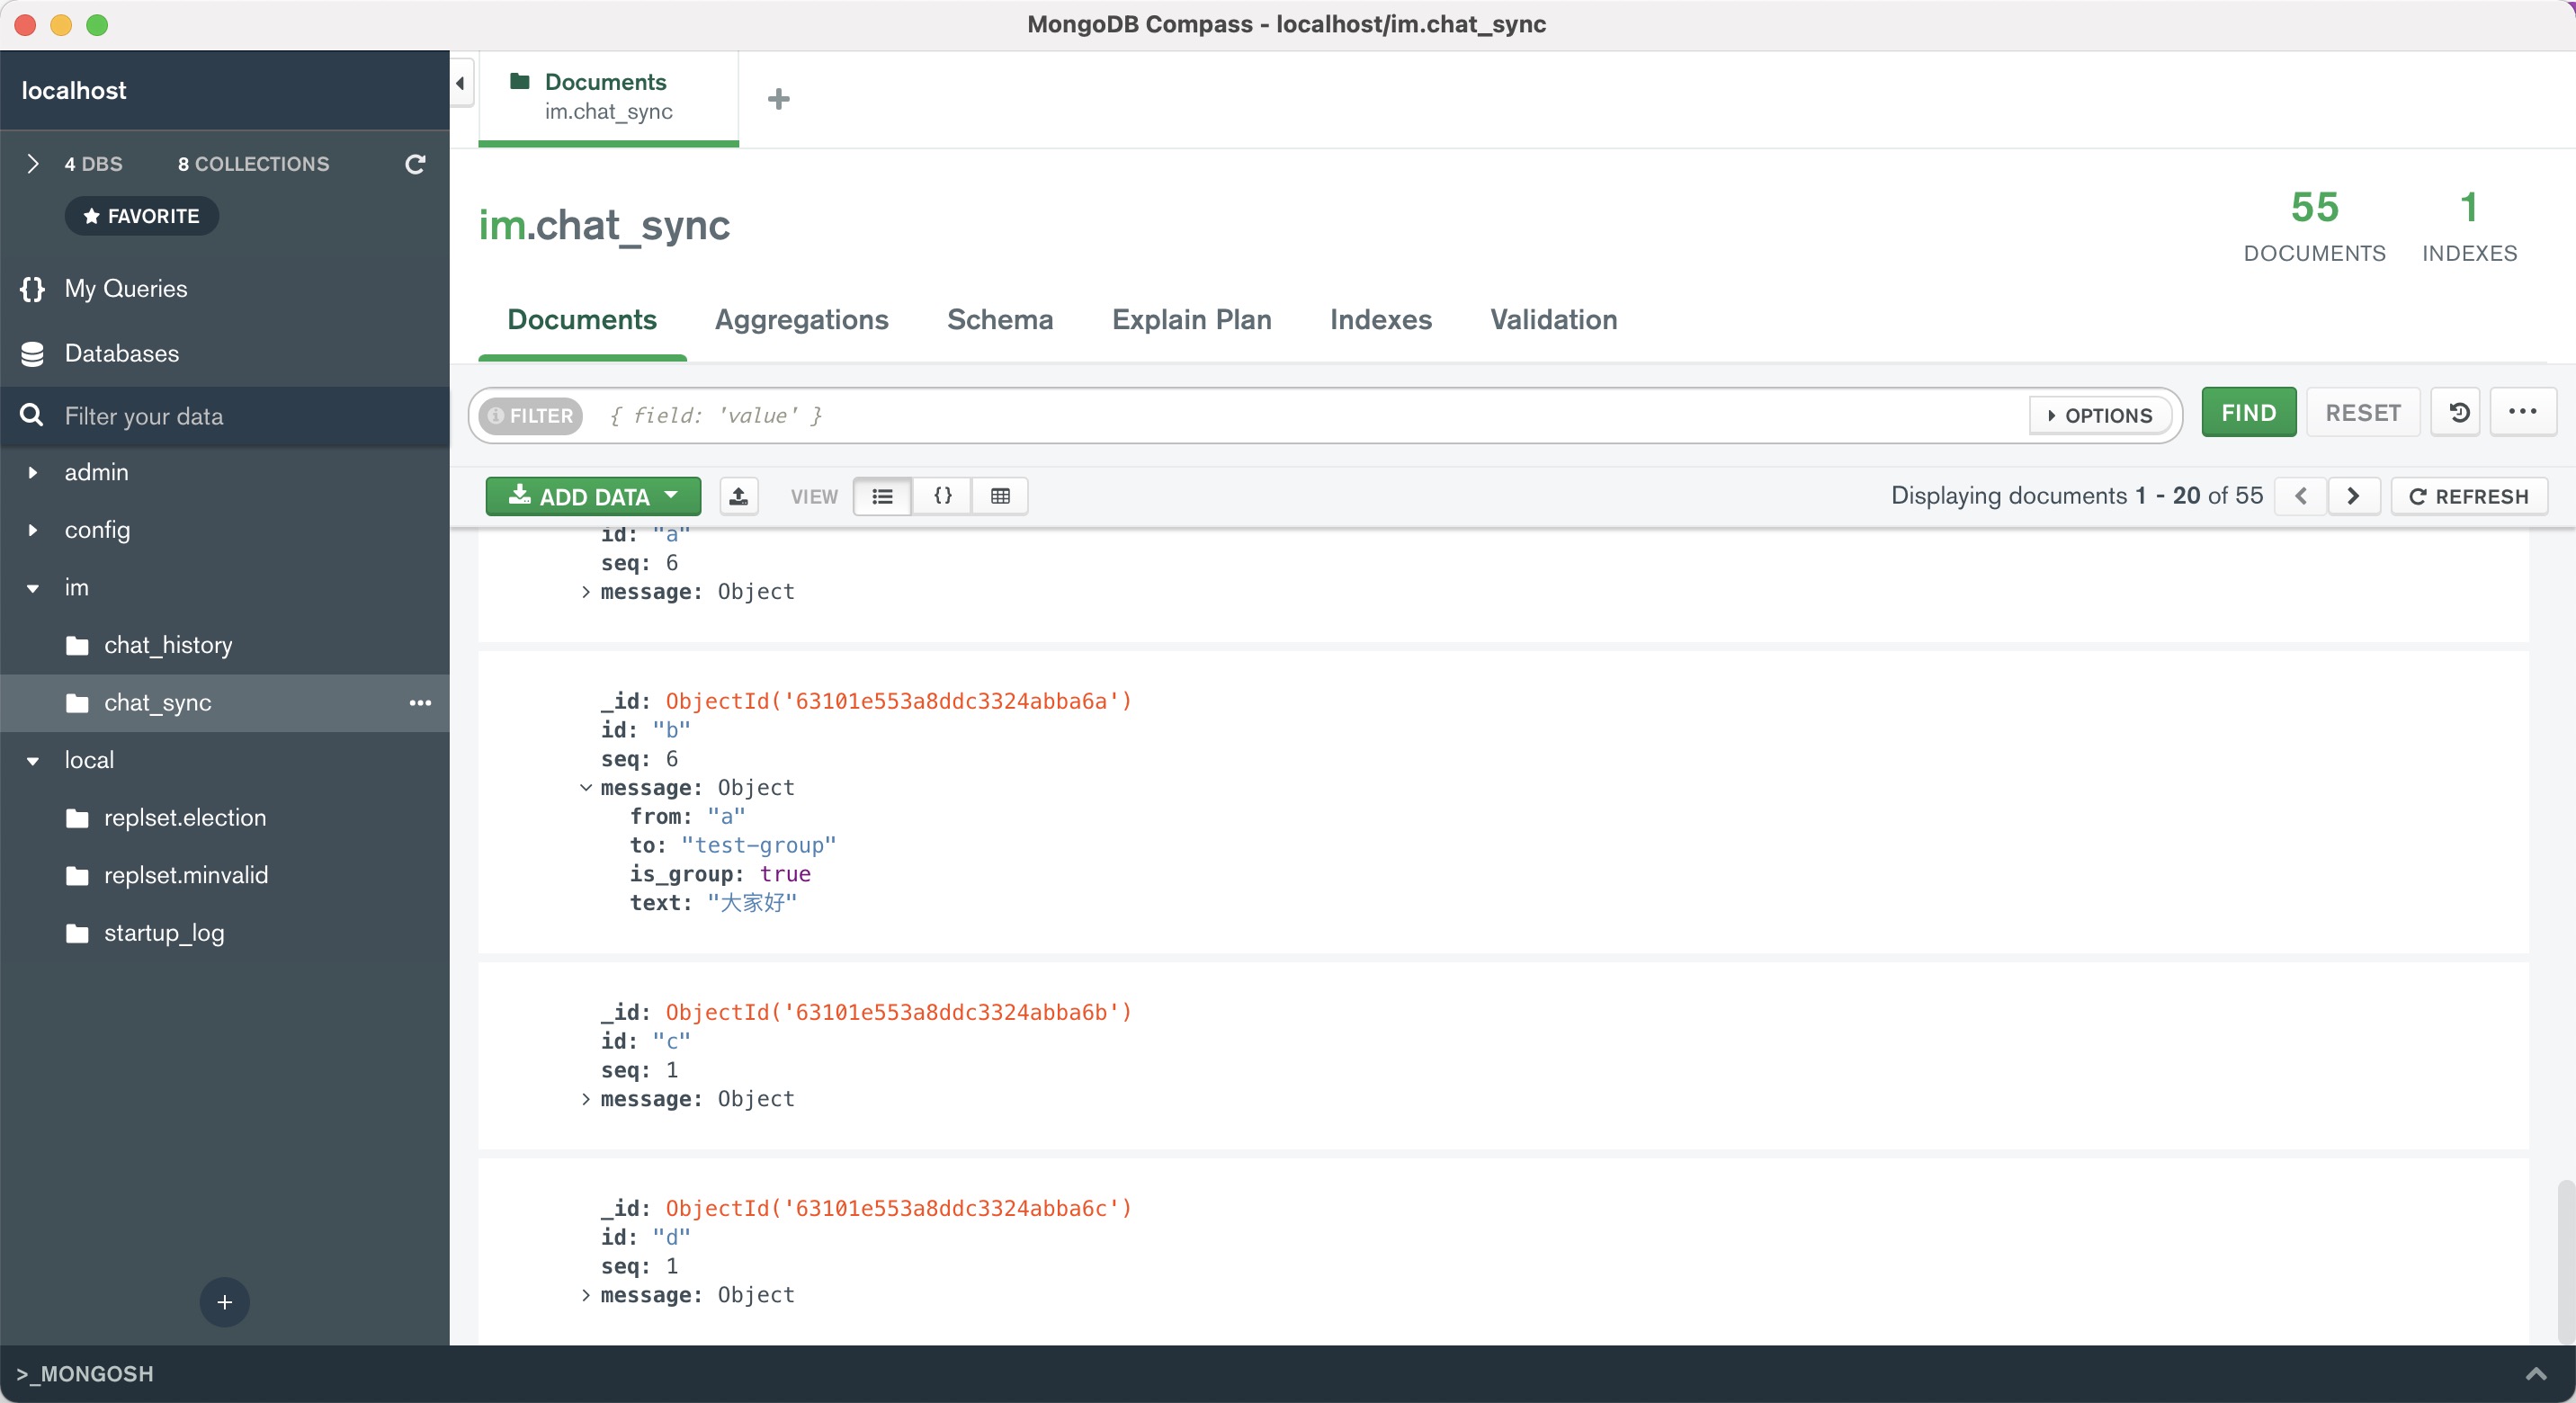 MongoDB Compass - localhost/im.chat_sync
localhost
4 DBS 8 COLLECTIONS
FAVORITE
My Queries
Databases
Filter your data
admin
config
im
chat_history
chat_sync
local
replset.election
replset.minvalid
startup_log
Documents
im.chat_sync
im.chat_sync
55
DOCUMENTS
1
INDEXES
Documents Aggregations Schema Explain Plan Indexes Validation
FILTER { field: 'value' } OPTIONS FIND RESET
ADD DATA VIEW {} Displaying documents 1 - 20 of 55 REFRESH
id: "a"
seq: 6
message: Object
_id: ObjectId('63101e553a8ddc3324abba6a')
id: "b"
seq: 6
message: Object
from: "a"
to: "test-group"
is_group: true
text: "大家好"
_id: ObjectId('63101e553a8ddc3324abba6b')
id: "c"
seq: 1
message: Object
_id: ObjectId('63101e553a8ddc3324abba6c')
id: "d"
seq: 1
message: Object
>_MONGOSH